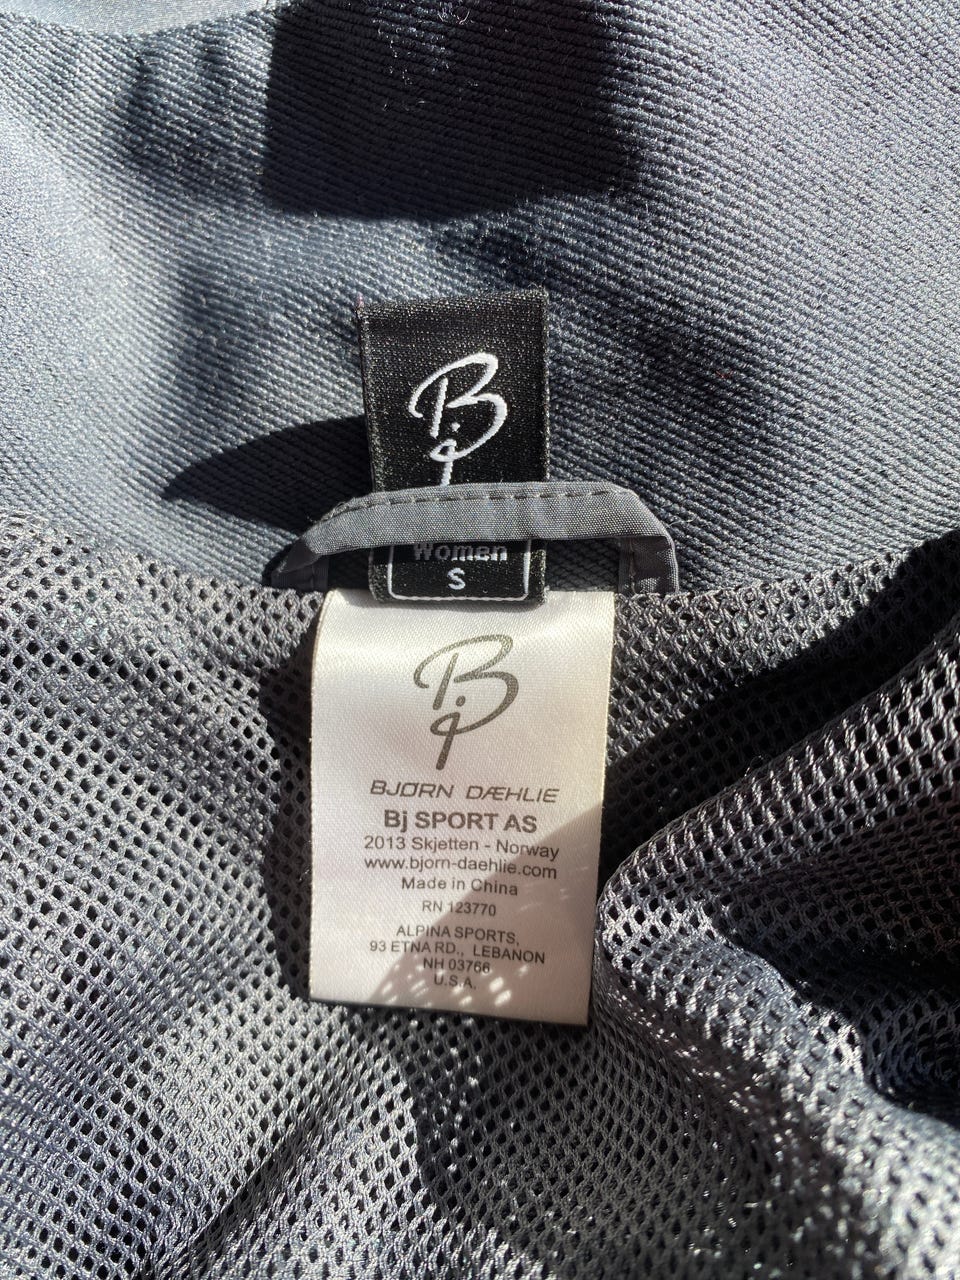 Bj
Women
S
Bj
BJØRN DÆHLIE
Bj SPORT AS
2013 Skjetten - Norway
www.bjorn-daehlie.com
Made in China
RN 123770
ALPINA SPORTS,
93 ETNA RD., LEBANON
NH 03766
U.S.A.